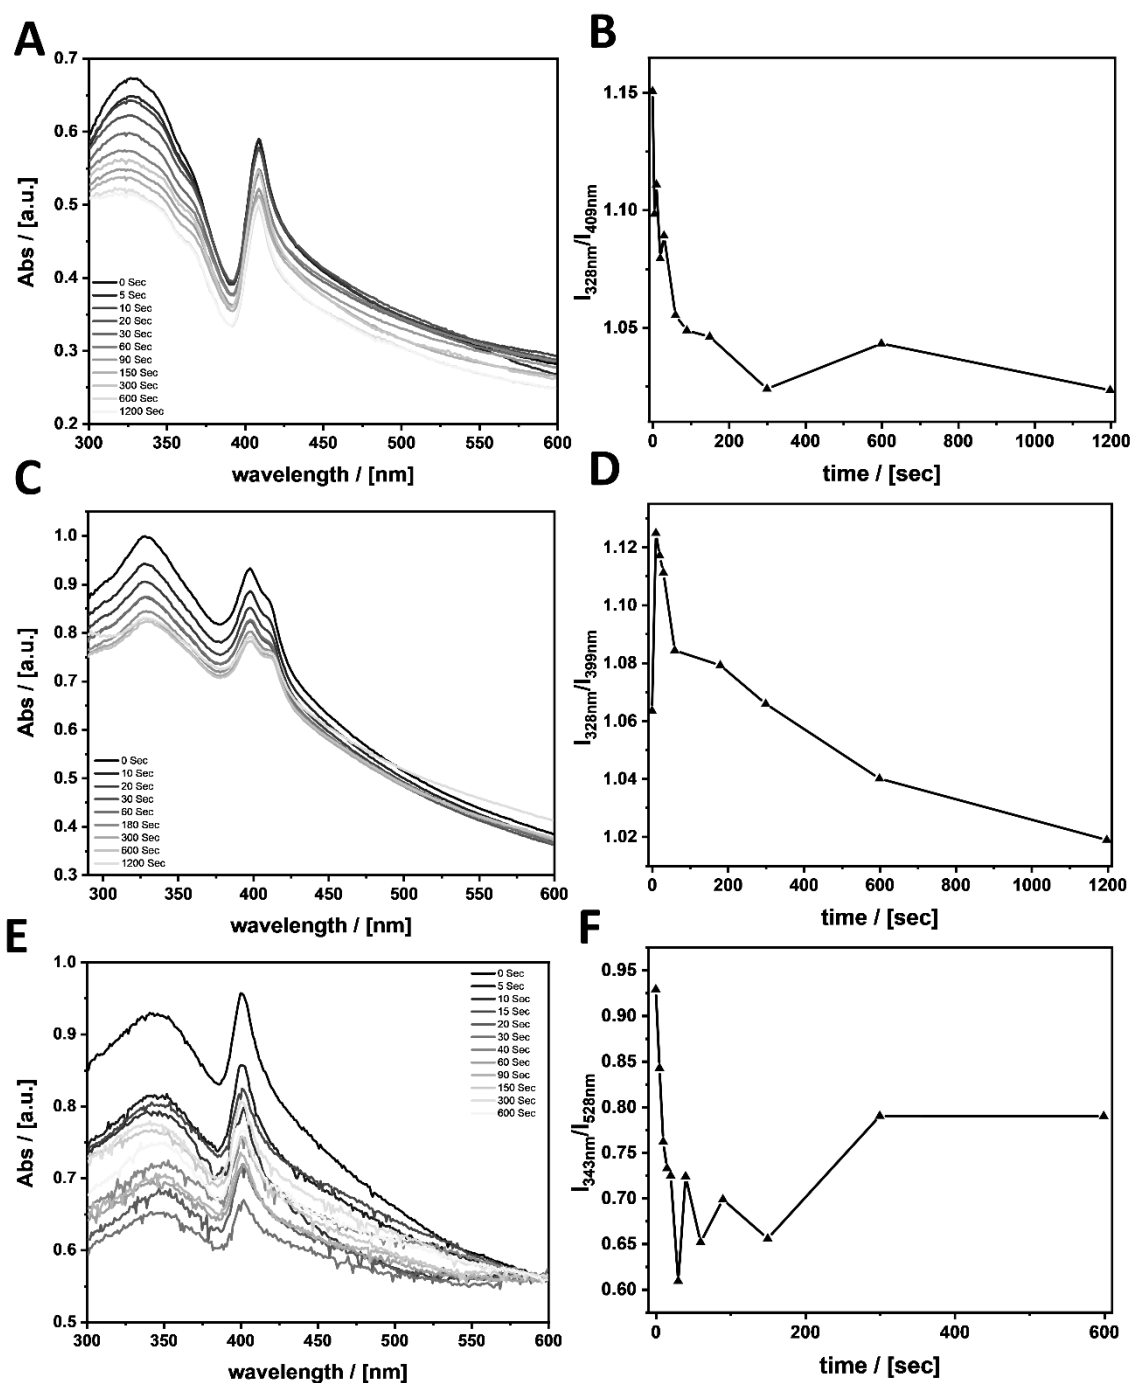 A
0.7
0.6
0.5
0.4
0.3
0.2
Abs / [a.u.]
0 Sec
5 Sec
10 Sec
20 Sec
30 Sec
60 Sec
90 Sec
150 Sec
300 Sec
600 Sec
1200 Sec
300 350 400 450 500 550 600
wavelength / [nm]
B
1.15
1.10
1.05
I328nm/I409nm
0 200 400 600 800 1000 1200
time / [sec]
C
1.0
0.9
0.8
0.7
0.6
0.5
0.4
0.3
Abs / [a.u.]
0 Sec
10 Sec
20 Sec
30 Sec
60 Sec
180 Sec
300 Sec
600 Sec
1200 Sec
300 350 400 450 500 550 600
wavelength / [nm]
D
1.12
1.10
1.08
1.06
1.04
1.02
I328nm/I399nm
0 200 400 600 800 1000 1200
time / [sec]
E
1.0
0.9
0.8
0.7
0.6
0.5
Abs / [a.u.]
0 Sec
5 Sec
10 Sec
15 Sec
20 Sec
30 Sec
40 Sec
60 Sec
90 Sec
150 Sec
300 Sec
600 Sec
300 350 400 450 500 550 600
wavelength / [nm]
F
0.95
0.90
0.85
0.80
0.75
0.70
0.65
0.60
I343nm/I528nm
0 200 400 600
time / [sec]